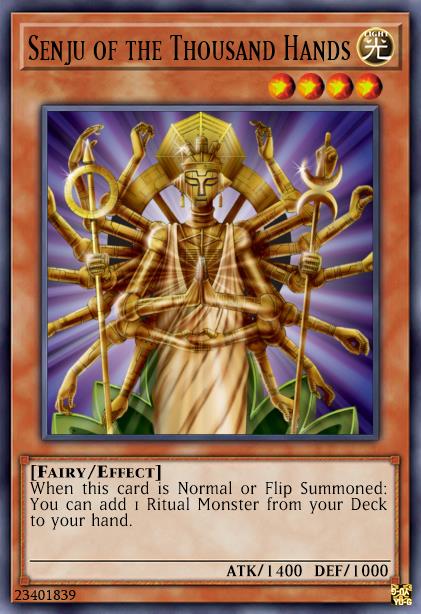 Senju of the Thousand Hands
LIGHT
光
[Fairy/Effect]
When this card is Normal or Flip Summoned:
You can add 1 Ritual Monster from your Deck
to your hand.
ATK/1400 DEF/1000
23401839